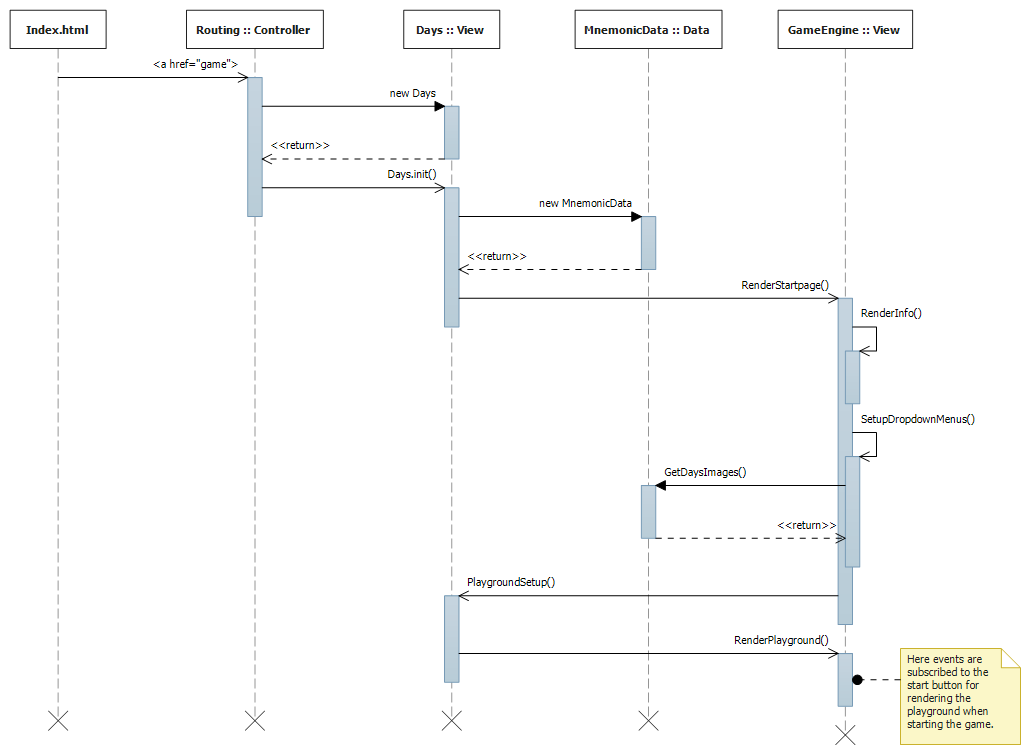 Index.html
Routing :: Controller
Days :: View
MnemonicData :: Data
GameEngine :: View
<a href="game">
new Days
<<return>>
Days.init()
new MnemonicData
<<return>>
RenderStartpage()
RenderInfo()
SetupDropdownMenus()
GetDaysImages()
<<return>>
PlaygroundSetup()
RenderPlayground()
Here events are
subscribed to the
start button for
rendering the
playground when
starting the game.